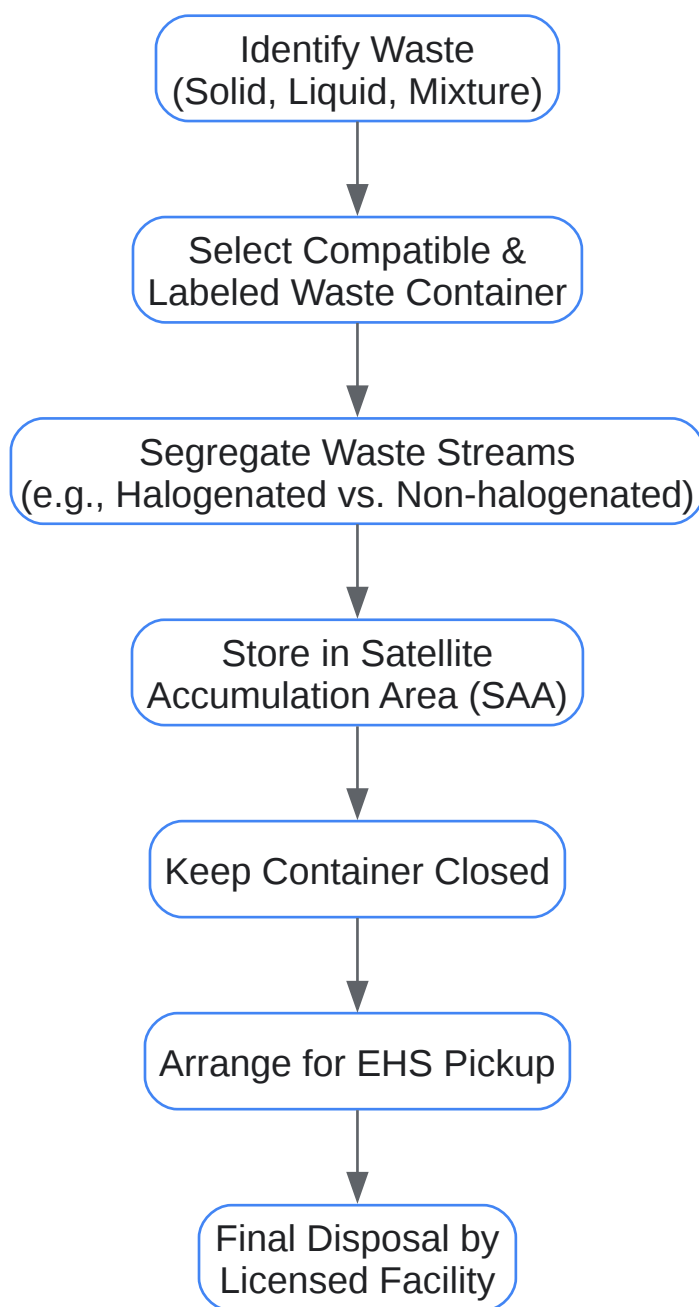 Identify Waste
(Solid, Liquid, Mixture)
Select Compatible &
Labeled Waste Container
Segregate Waste Streams
(e.g., Halogenated vs. Non-halogenated)
Store in Satellite
Accumulation Area (SAA)
Keep Container Closed
Arrange for EHS Pickup
Final Disposal by
Licensed Facility